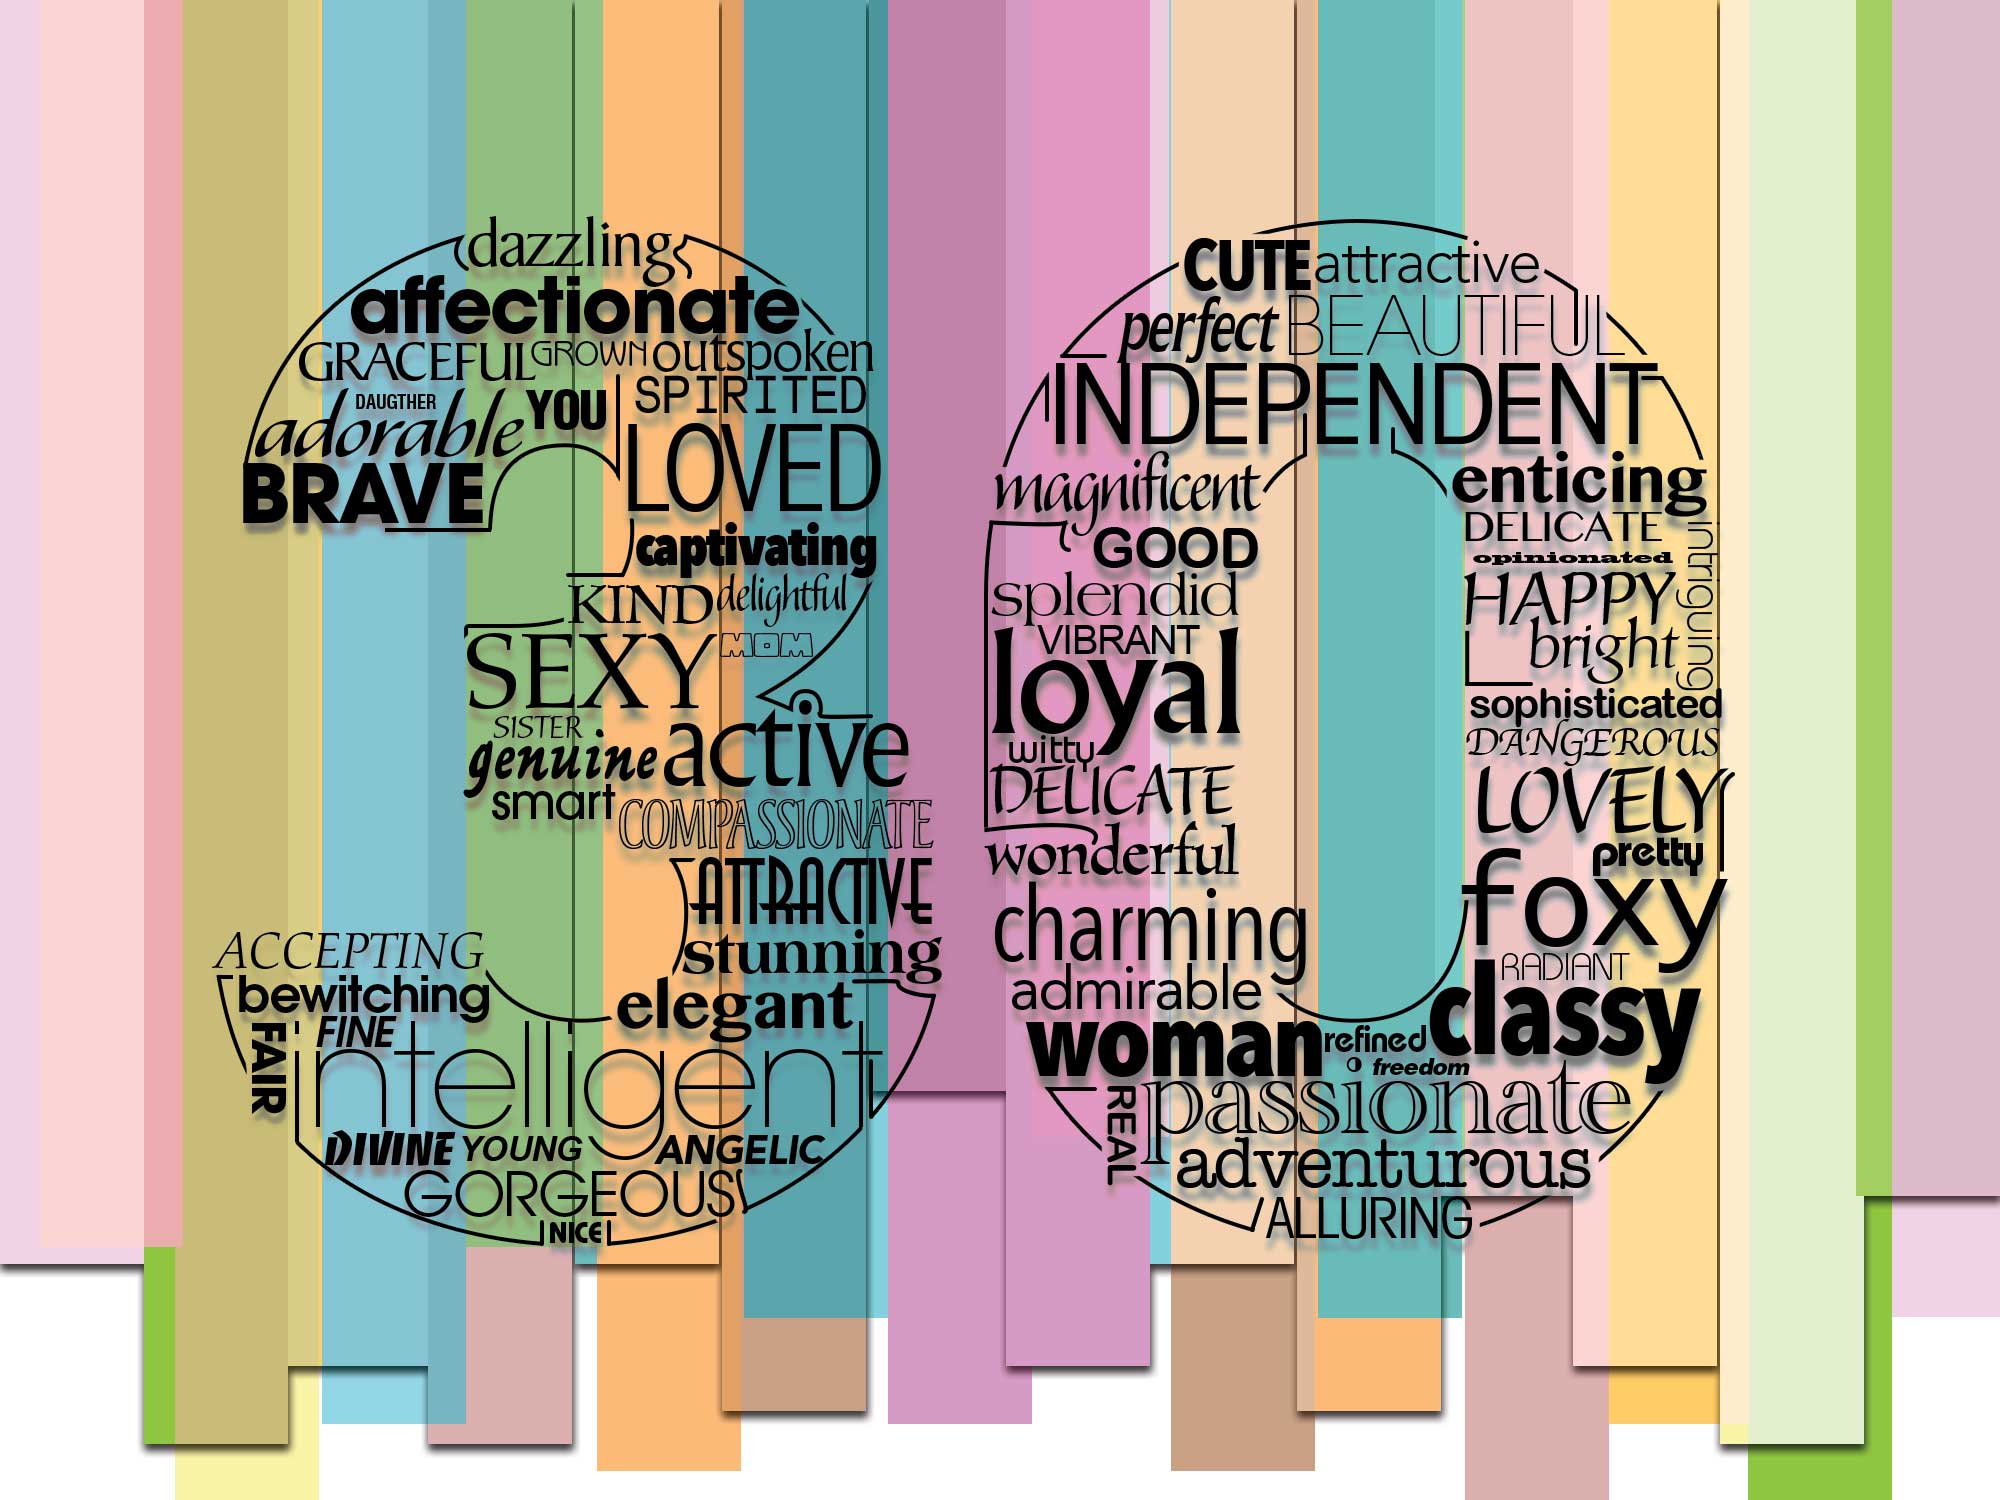 dazzling
affectionate
GRACEFUL GROWN outspoken
DAUGTHER YOU SPIRITED
adorable
BRAVE LOVED
captivating
KIND delightful
SEXY MOM
SISTER
genuine active
smart COMPASSIONATE
ATTRACTIVE
stunning
ACCEPTING
bewitching elegant
FAIR FINE
intelligent
DIVINE YOUNG ANGELIC
GORGEOUS
NICE
CUTE attractive
perfect BEAUTIFUL
INDEPENDENT
magnificent
GOOD
splendid
VIBRANT
loyal
witty
DELICATE
wonderful
charming
admirable
woman refined
freedom
enticing
DELICATE
opinionated
HAPPY
bright
Intriguing
sophisticated
DANGEROUS
LOVELY
pretty
foxy
RADIANT
classy
REAL passionate
adventurous
ALLURING